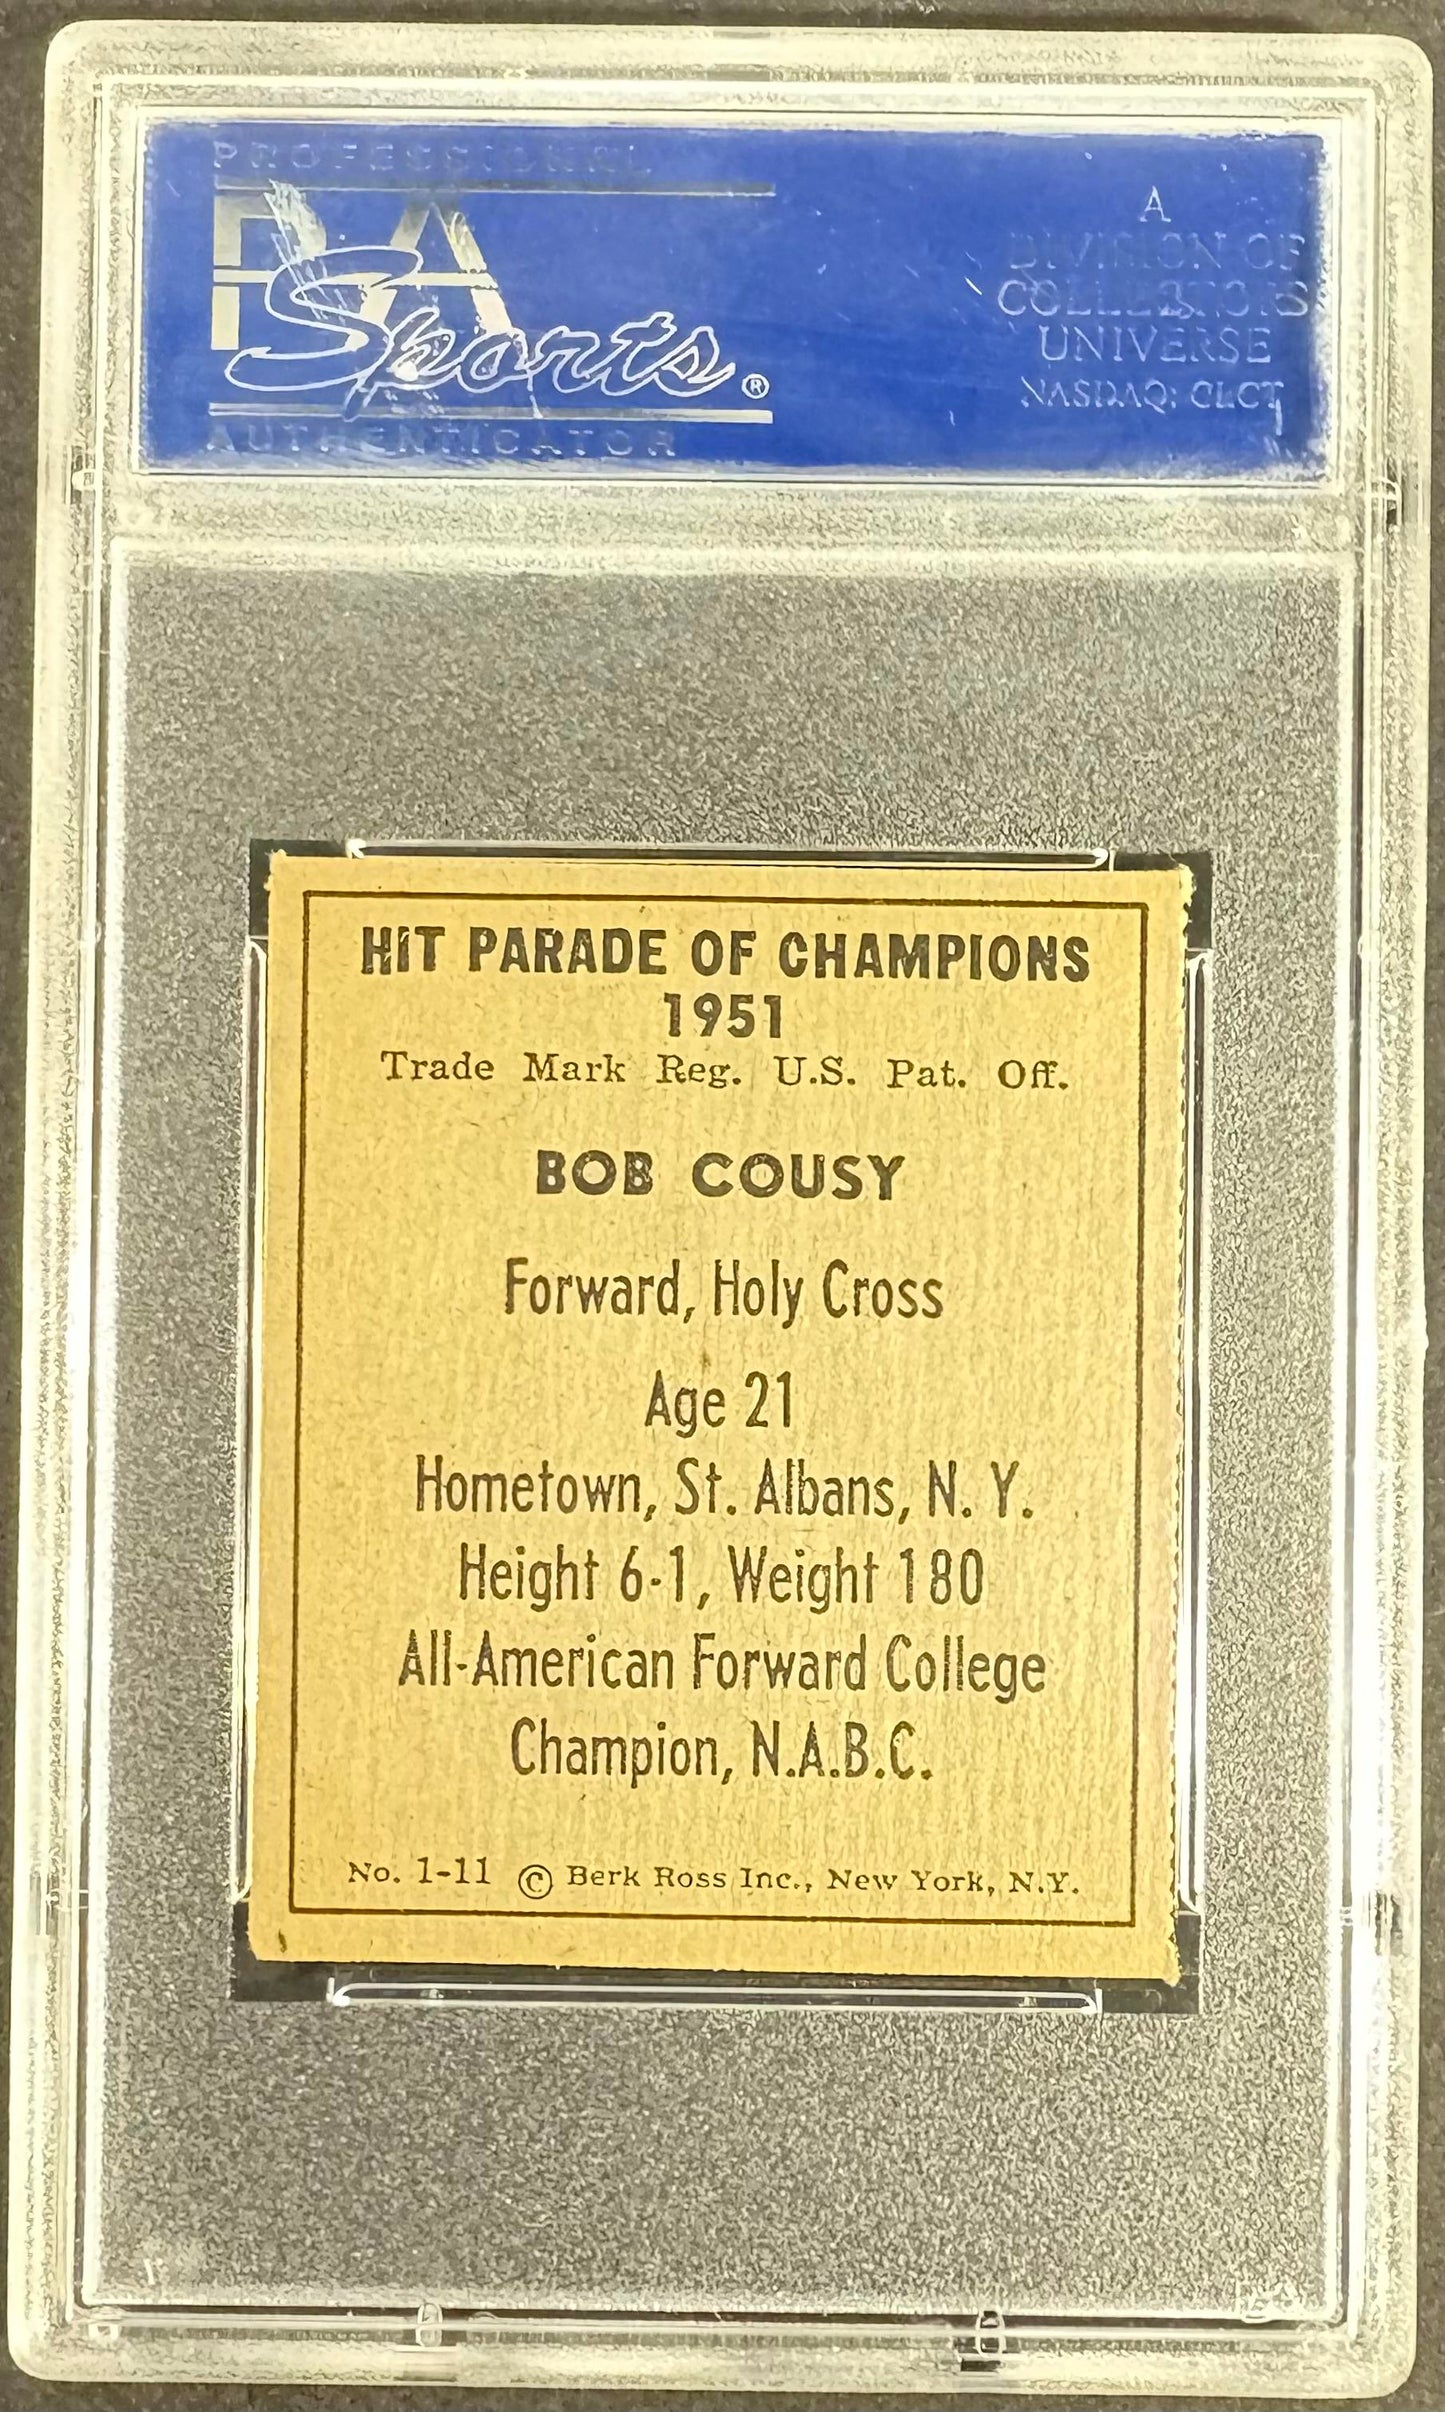 PROFESSIONAL
PSA
Sports®
AUTHENTICATOR
A
DIVISION OF
COLLECTORS
UNIVERSE
NASDAQ: CLCT
HIT PARADE OF CHAMPIONS
1951
Trade Mark Reg. U.S. Pat. Off.
BOB COUSY
Forward, Holy Cross
Age 21
Hometown, St. Albans, N. Y.
Height 6-1, Weight 180
All-American Forward College
Champion, N.A.B.C.
No. 1-11 © Berk Ross Inc., New York, N.Y.